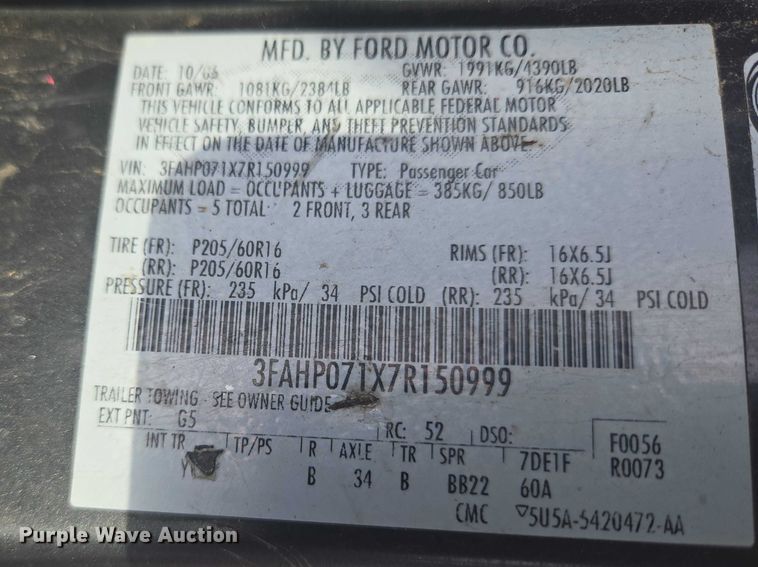 MFD. BY FORD MOTOR CO.
DATE: 10/06 GVWR: 1991KG/4390LB
FRONT GAWR: 1081KG/2384LB REAR GAWR: 916KG/2020LB
THIS VEHICLE CONFORMS TO ALL APPLICABLE FEDERAL MOTOR
VEHICLE SAFETY, BUMPER, AND THEFT PREVENTION STANDARDS
IN EFFECT ON THE DATE OF MANUFACTURE SHOWN ABOVE.
VIN: 3FAHP071X7R150999 TYPE: Passenger Car
MAXIMUM LOAD = OCCUPANTS + LUGGAGE = 385KG/ 850LB
OCCUPANTS = 5 TOTAL 2 FRONT, 3 REAR
TIRE (FR): P205/60R16 RIMS (FR): 16X6.5J
(RR): P205/60R16 (RR): 16X6.5J
PRESSURE (FR): 235 kPa/ 34 PSI COLD (RR): 235 kPa/ 34 PSI COLD
3FAHP071X7R150999
TRAILER TOWING - SEE OWNER GUIDE
EXT PNT: G5 RC: 52 DSO: F0056
INT TR TP/PS R AXLE TR SPR 7DE1F R0073
B 34 B BB22 60A
CMC ▽5U5A-5420472-AA
Purple Wave Auction